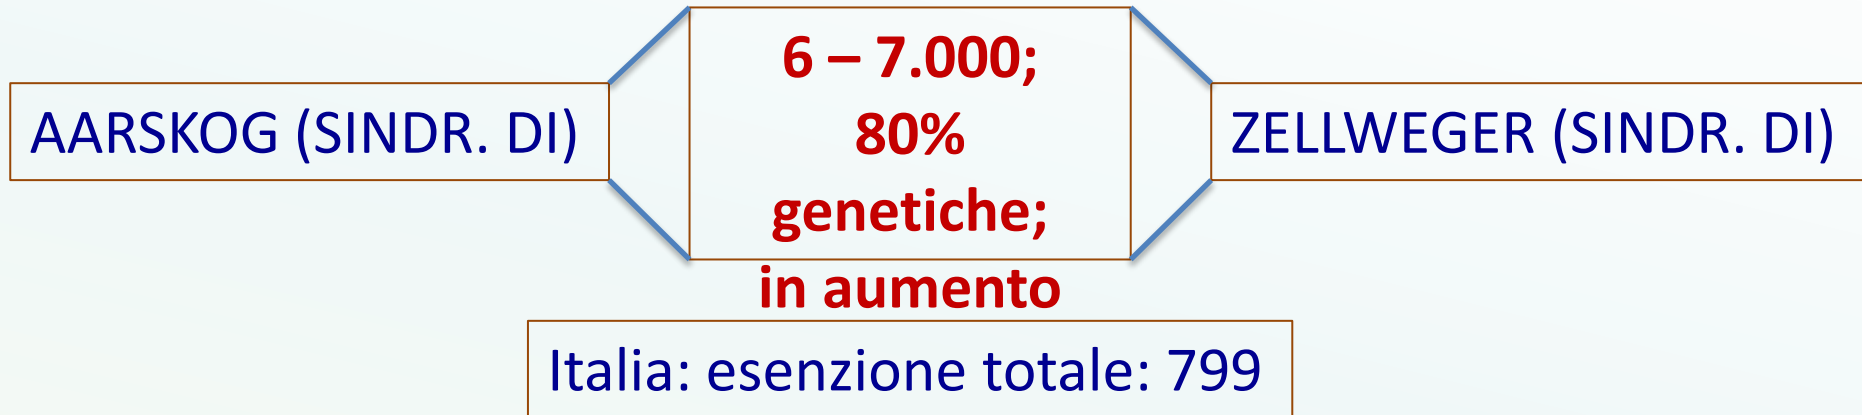 AARSKOG (SINDR. DI)
6 – 7.000;
80%
genetiche;
in aumento
ZELLWEGER (SINDR. DI)
Italia: esenzione totale: 799